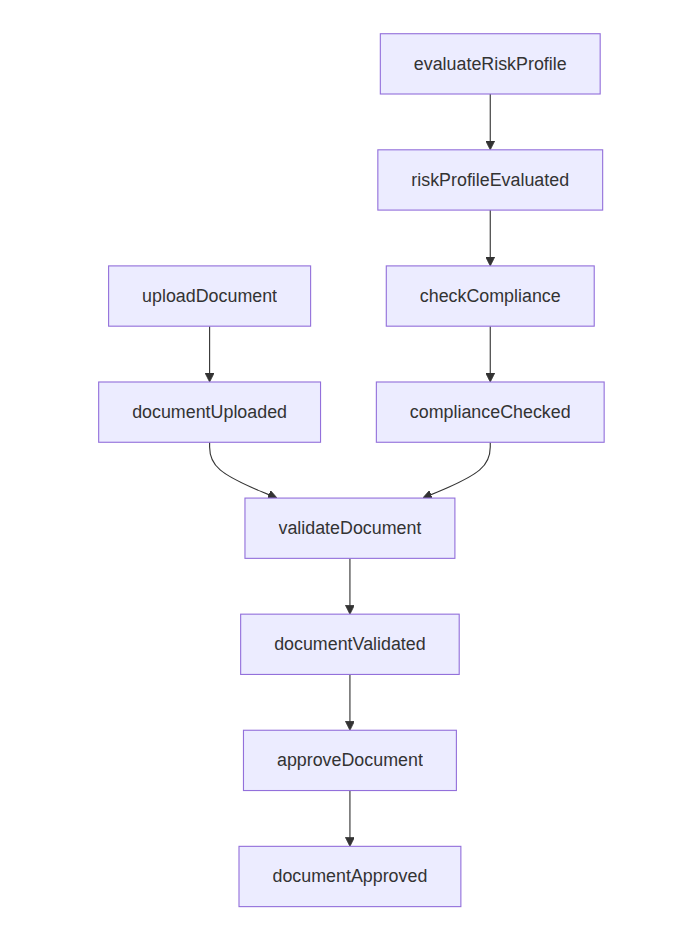 evaluateRiskProfile
riskProfileEvaluated
uploadDocument
checkCompliance
documentUploaded
complianceChecked
validateDocument
documentValidated
approveDocument
documentApproved